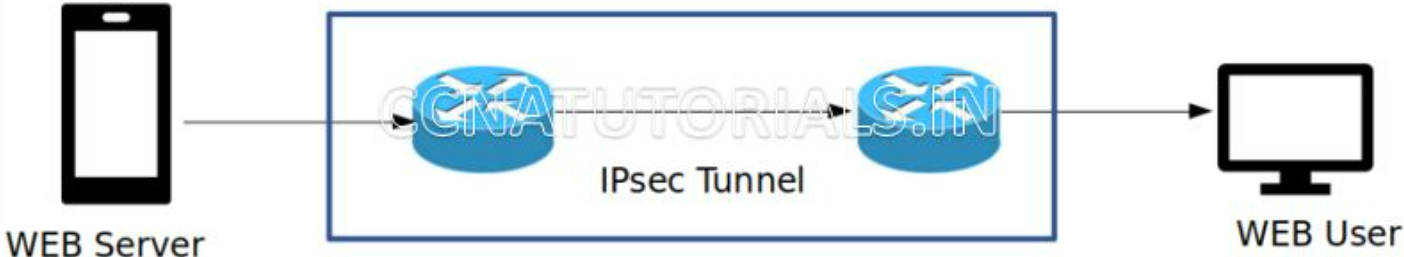 CCNATUTORIALS.IN
IPsec Tunnel
WEB Server
WEB User